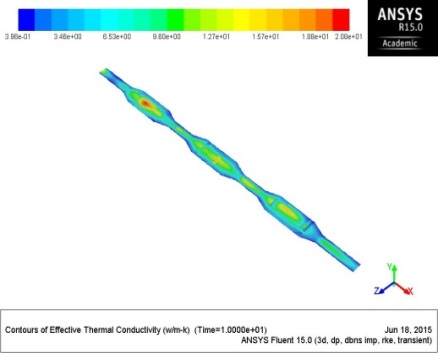 ANSYS
R15.0
Academic
3.96e-01 3.46e+00 6.53e+00 9.60e+00 1.27e+01 1.57e+01 1.88e+01 2.00e+01
Y
Z X
Contours of Effective Thermal Conductivity (w/m-k) (Time=1.0000e+01) Jun 18, 2015
ANSYS Fluent 15.0 (3d, dp, dbns imp, rke, transient)